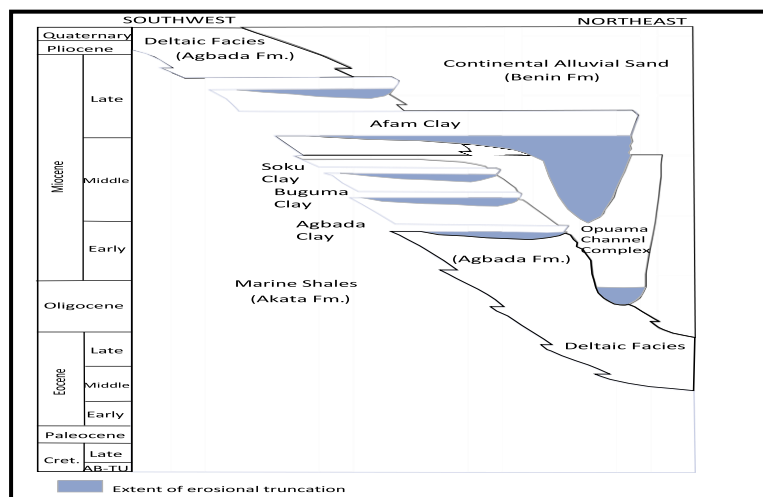 SOUTHWEST
NORTHEAST
Quaternary
Pliocene
Miocene
Late
Middle
Early
Oligocene
Eocene
Late
Middle
Early
Paleocene
Cret.
Late
AB-TU
Deltaic Facies
(Agbada Fm.)
Continental Alluvial Sand
(Benin Fm)
Afam Clay
Soku
Clay
Buguma
Clay
Agbada
Clay
Opuama
Channel
Complex
(Agbada Fm.)
Marine Shales
(Akata Fm.)
Deltaic Facies
Extent of erosional truncation